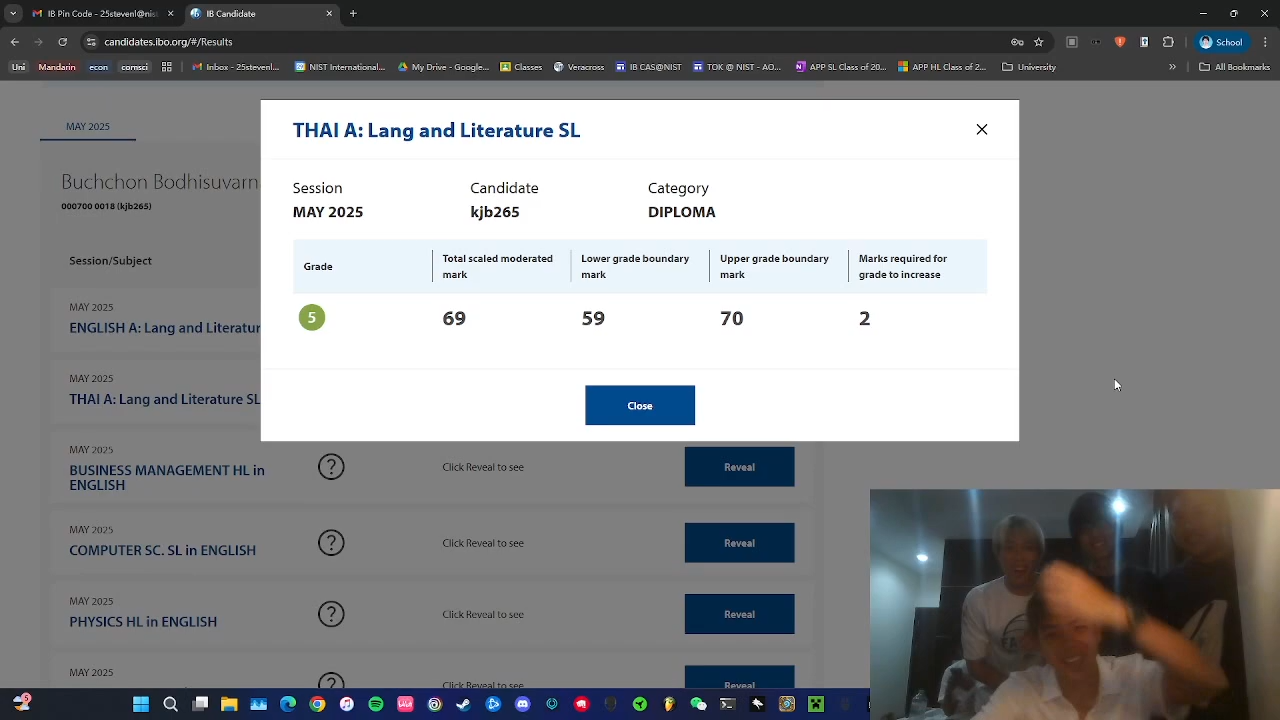 IB Pin Code - 25stevenl@nist
IB Candidate
candidates.ibo.org/#/Results
School
Uni
Mandarin
econ
comsci
Inbox - 25stevenl...
NIST International...
My Drive - Google...
Classes
Veracross
IB CAS@NIST
TOK @ NIST - AO...
APP SL Class of 20...
APP HL Class of 2...
University
All Bookmarks
MAY 2025
Buchchon Bodhisuvarn
000700 0018 (kjb265)
Session/Subject
MAY 2025
ENGLISH A: Lang and Literatur
MAY 2025
THAI A: Lang and Literature SL
MAY 2025
BUSINESS MANAGEMENT HL in
ENGLISH
Click Reveal to see
Reveal
MAY 2025
COMPUTER SC. SL in ENGLISH
Click Reveal to see
Reveal
MAY 2025
PHYSICS HL in ENGLISH
Click Reveal to see
Reveal
MAY 2025
Click Reveal to see
Reveal
THAI A: Lang and Literature SL
Session
Candidate
Category
MAY 2025
kjb265
DIPLOMA
Grade
Total scaled moderated
mark
Lower grade boundary
mark
Upper grade boundary
mark
Marks required for
grade to increase
5
69
59
70
2
Close